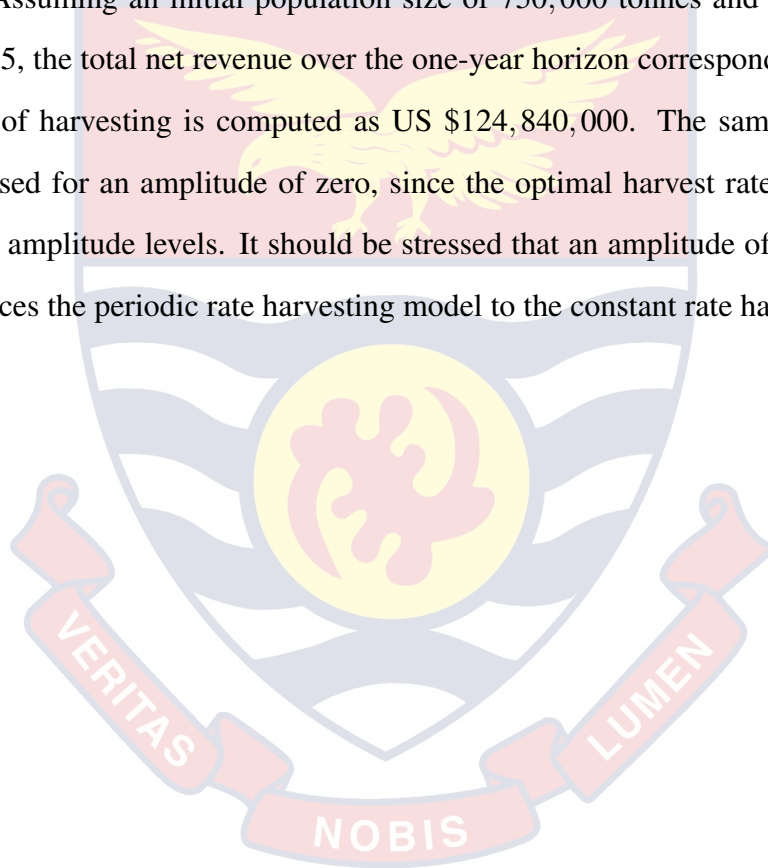 Assuming an initial population size of 750,000 tonnes and
5, the total net revenue over the one-year horizon correspond
of harvesting is computed as US $124,840,000. The sam
sed for an amplitude of zero, since the optimal harvest rate
amplitude levels. It should be stressed that an amplitude of
ces the periodic rate harvesting model to the constant rate ha
VERITAS
NOBIS
LUMEN